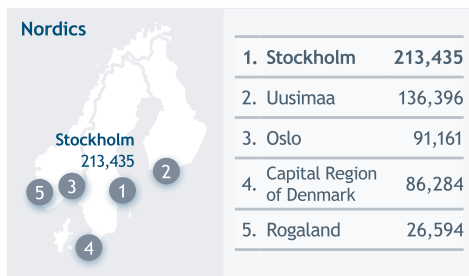 Nordics
Stockholm
213,435
5
3
1
2
4
1. Stockholm 213,435
2. Uusimaa 136,396
3. Oslo 91,161
4. Capital Region
of Denmark 86,284
5. Rogaland 26,594